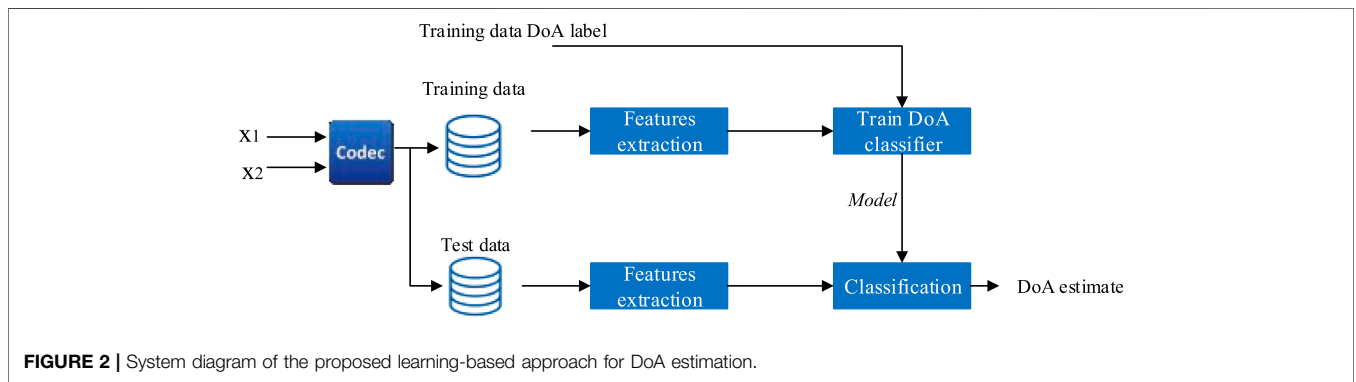 Training data DoA label
Training data
X1
X2
Codec
Features
extraction
Train DoA
classifier
Model
Test data
Features
extraction
Classification
DoA estimate
FIGURE 2 | System diagram of the proposed learning-based approach for DoA estimation.